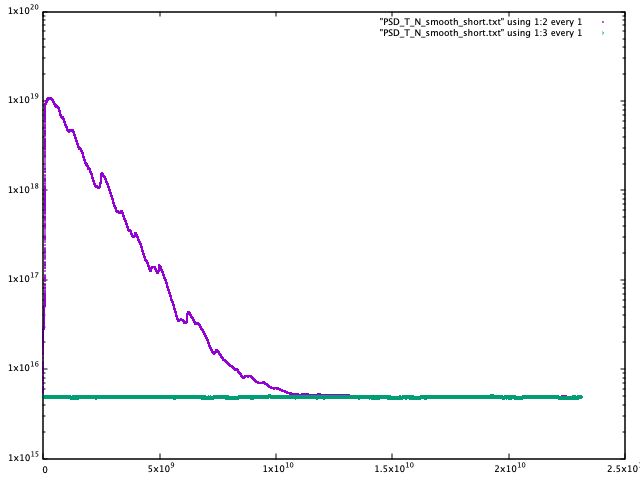 1x10^20
"PSD_T_N_smooth_short.txt" using 1:2 every 1
"PSD_T_N_smooth_short.txt" using 1:3 every 1
1x10^19
1x10^18
1x10^17
1x10^16
1x10^15
0 5x10^9 1x10^10 1.5x10^10 2x10^10 2.5x10